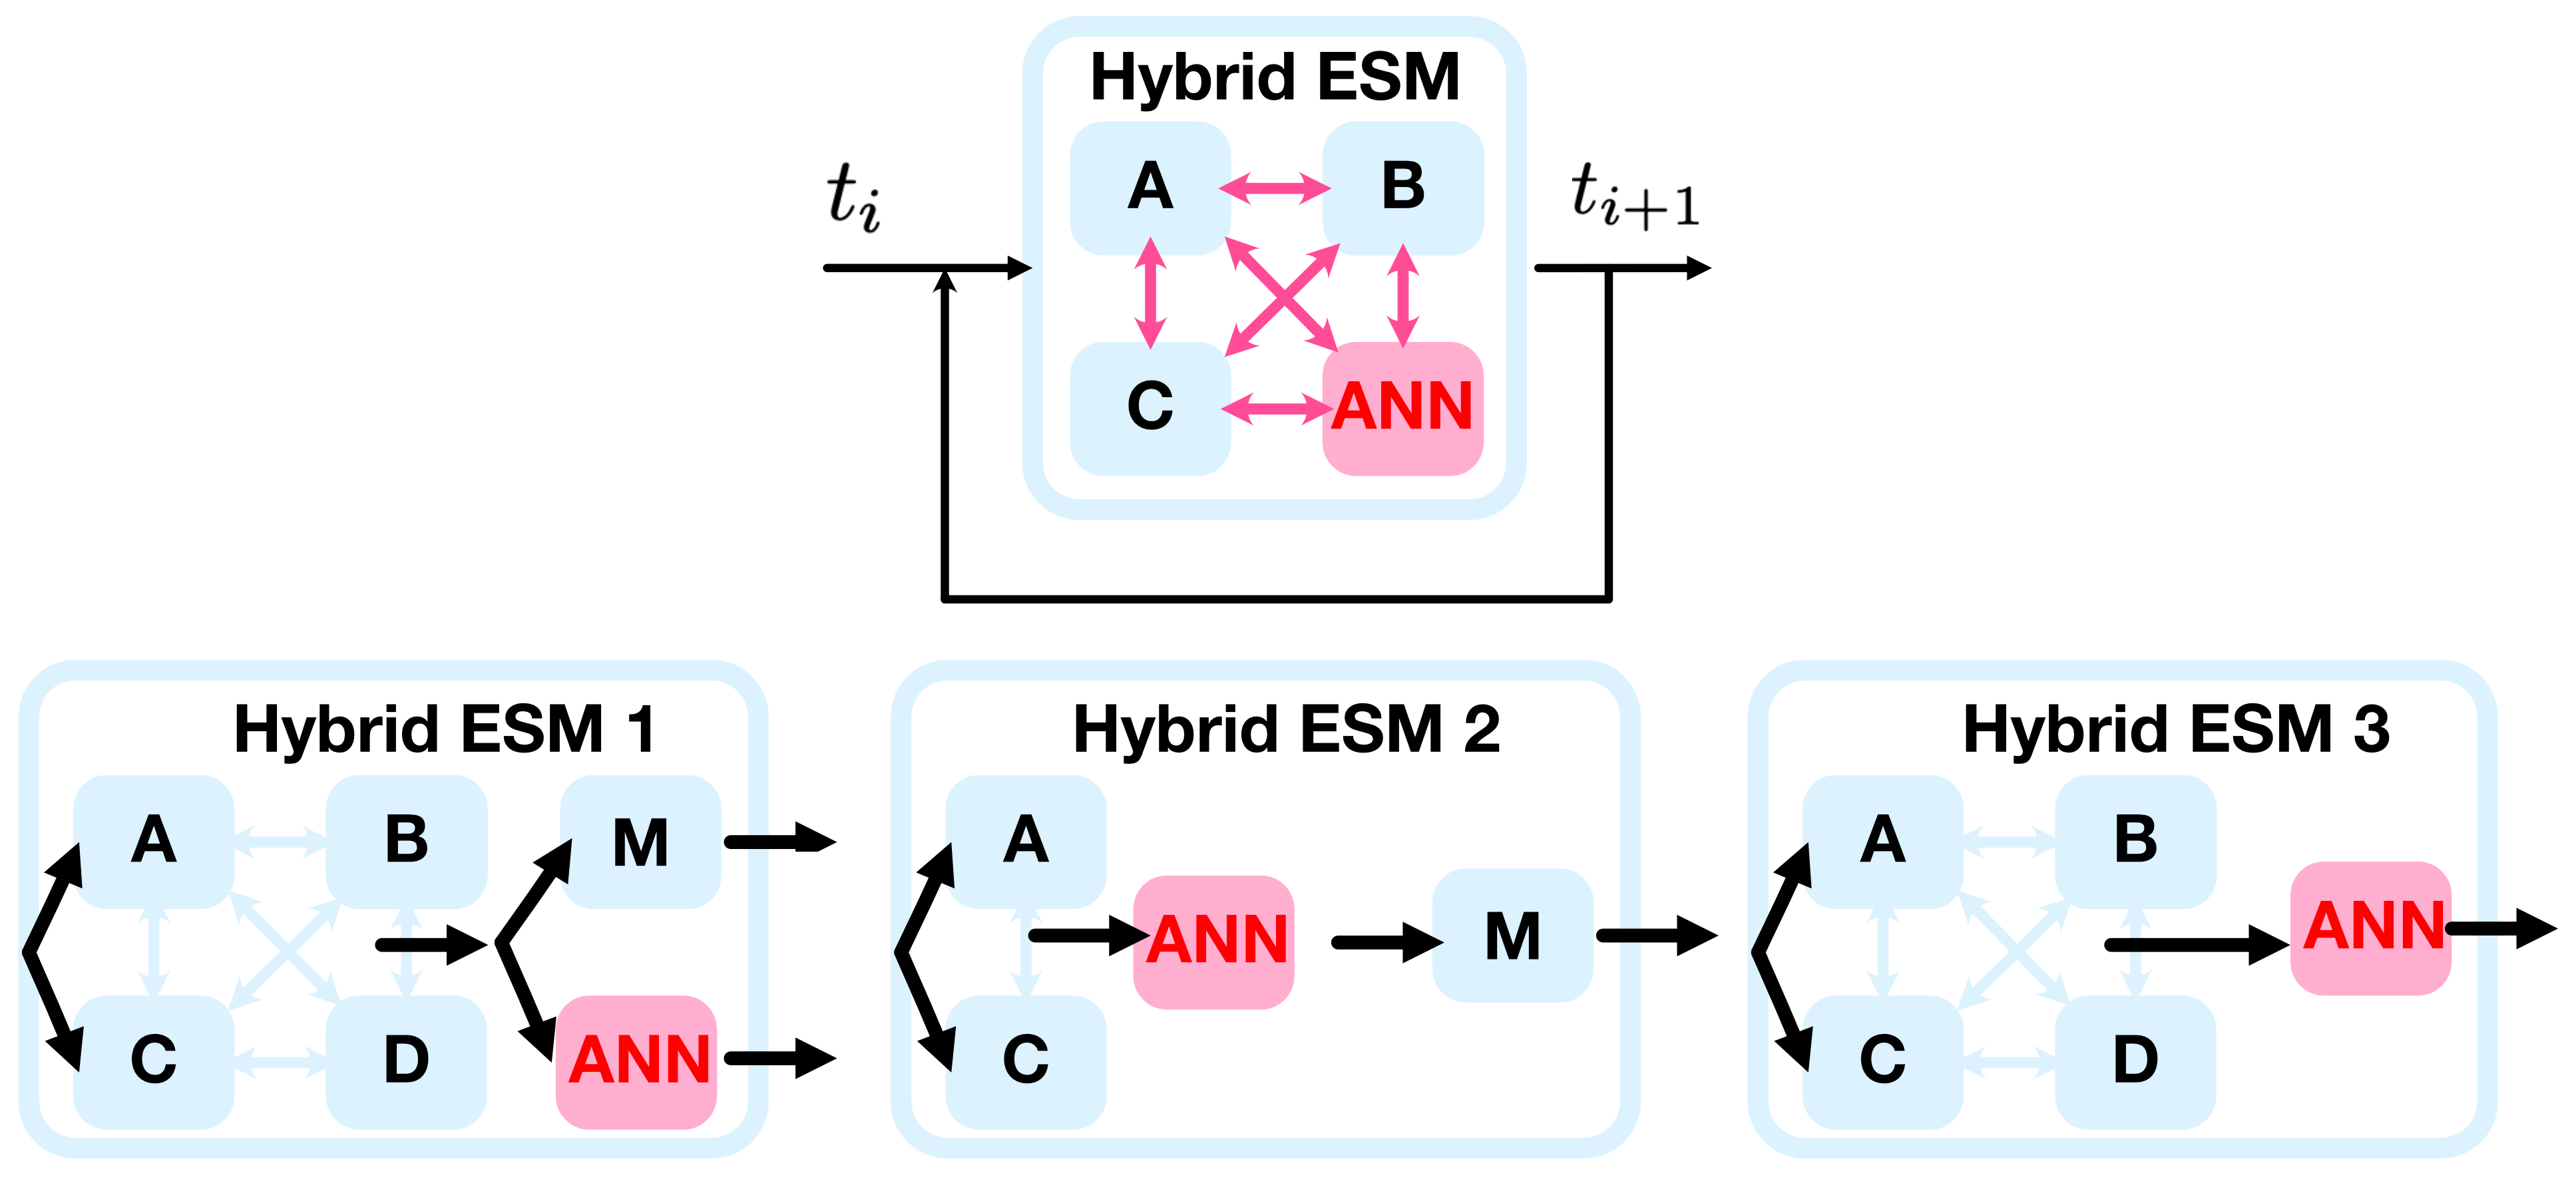 Hybrid ESM
t_i
A
B
t_{i+1}
C
ANN
Hybrid ESM 1
A
B
M
C
D
ANN
Hybrid ESM 2
A
ANN
M
C
Hybrid ESM 3
A
B
ANN
C
D